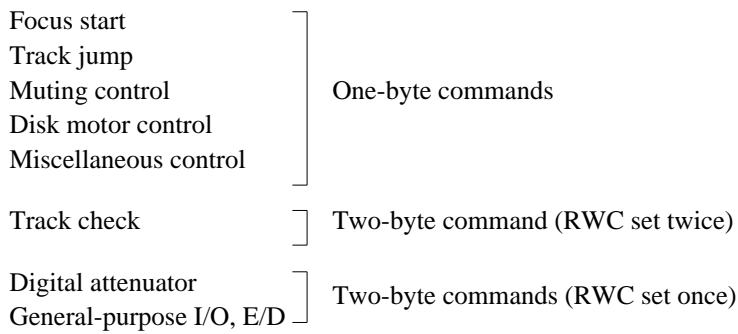 Focus start
Track jump
Muting control
One-byte commands
Disk motor control
Miscellaneous control
Track check
Two-byte command (RWC set twice)
Digital attenuator
Two-byte commands (RWC set once)
General-purpose I/O, E/D